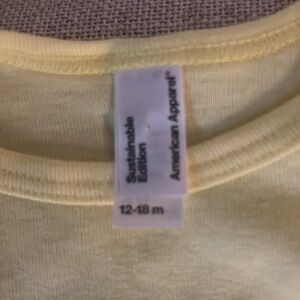 Sustainable
Edition
American Apparel®
12-18 m